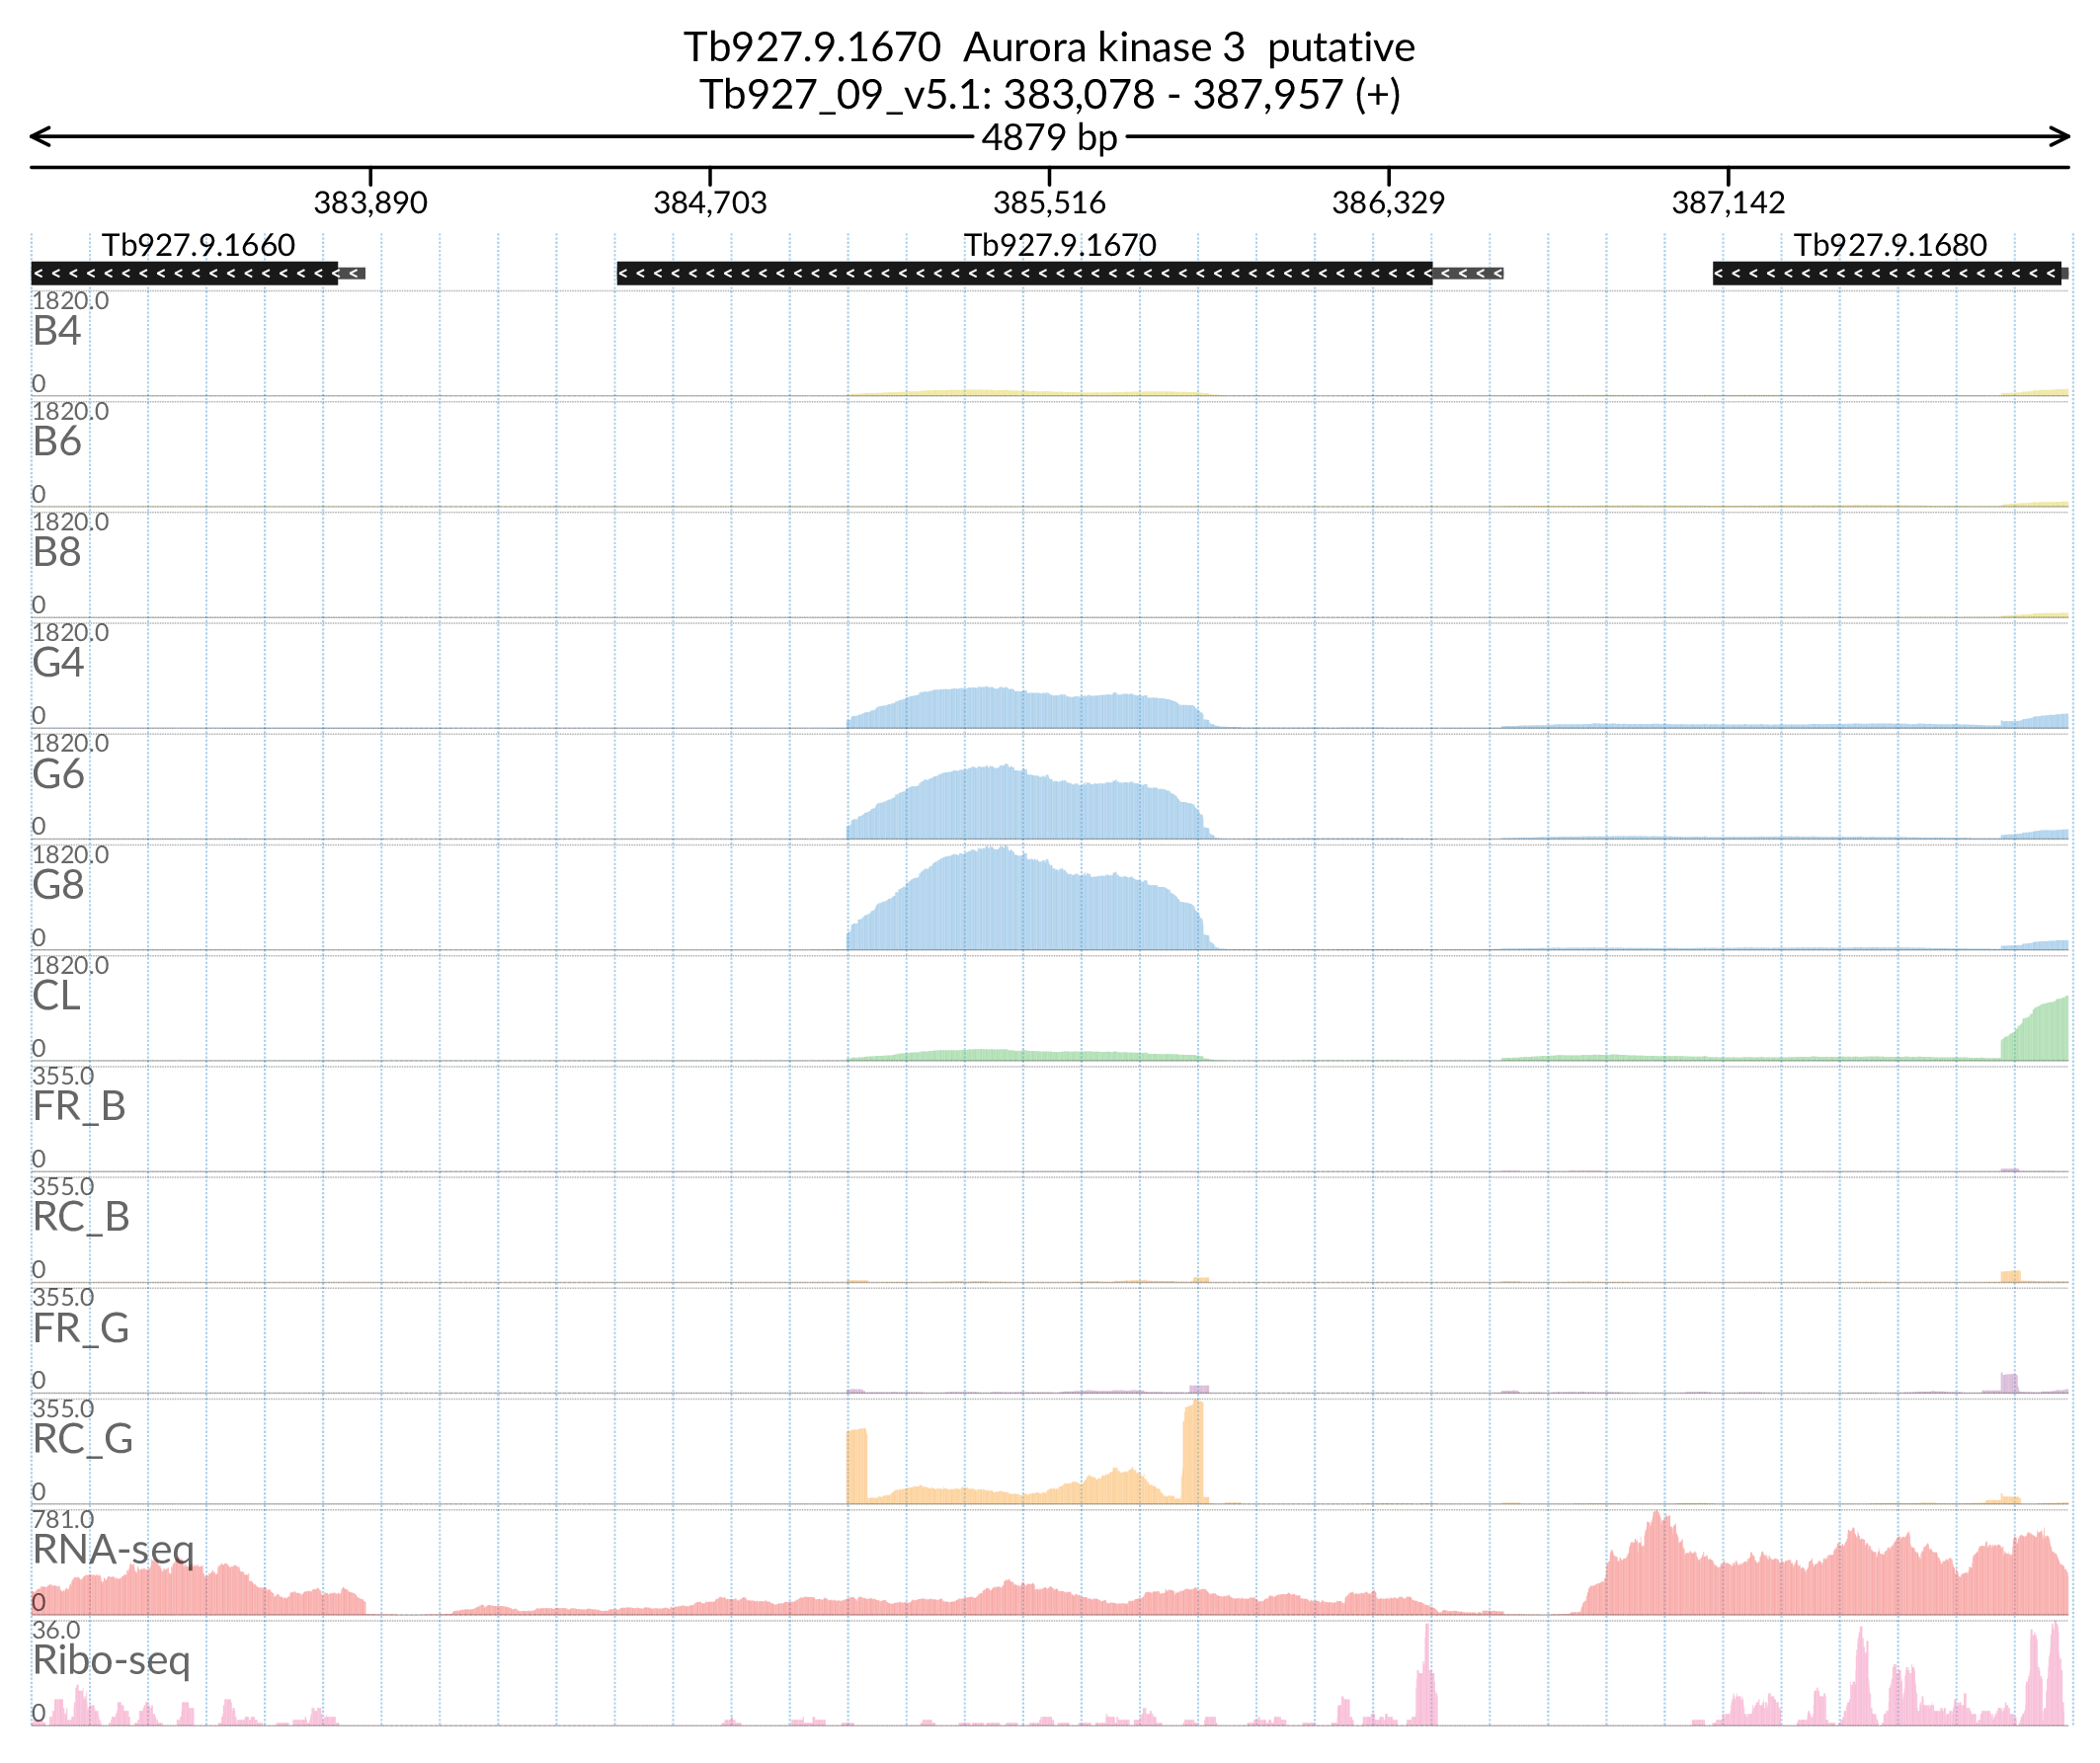 Tb927.9.1670 Aurora kinase 3 putative
Tb927_09_v5.1: 383,078 - 387,957 (+)
4879 bp
383,890 384,703 385,516 386,329 387,142
Tb927.9.1660 Tb927.9.1670 Tb927.9.1680
1820.0
B4
0
1820.0
B6
0
1820.0
B8
0
1820.0
G4
0
1820.0
G6
0
1820.0
G8
0
1820.0
CL
0
355.0
FR_B
0
355.0
RC_B
0
355.0
FR_G
0
355.0
RC_G
0
781.0
RNA-seq
0
36.0
Ribo-seq
0